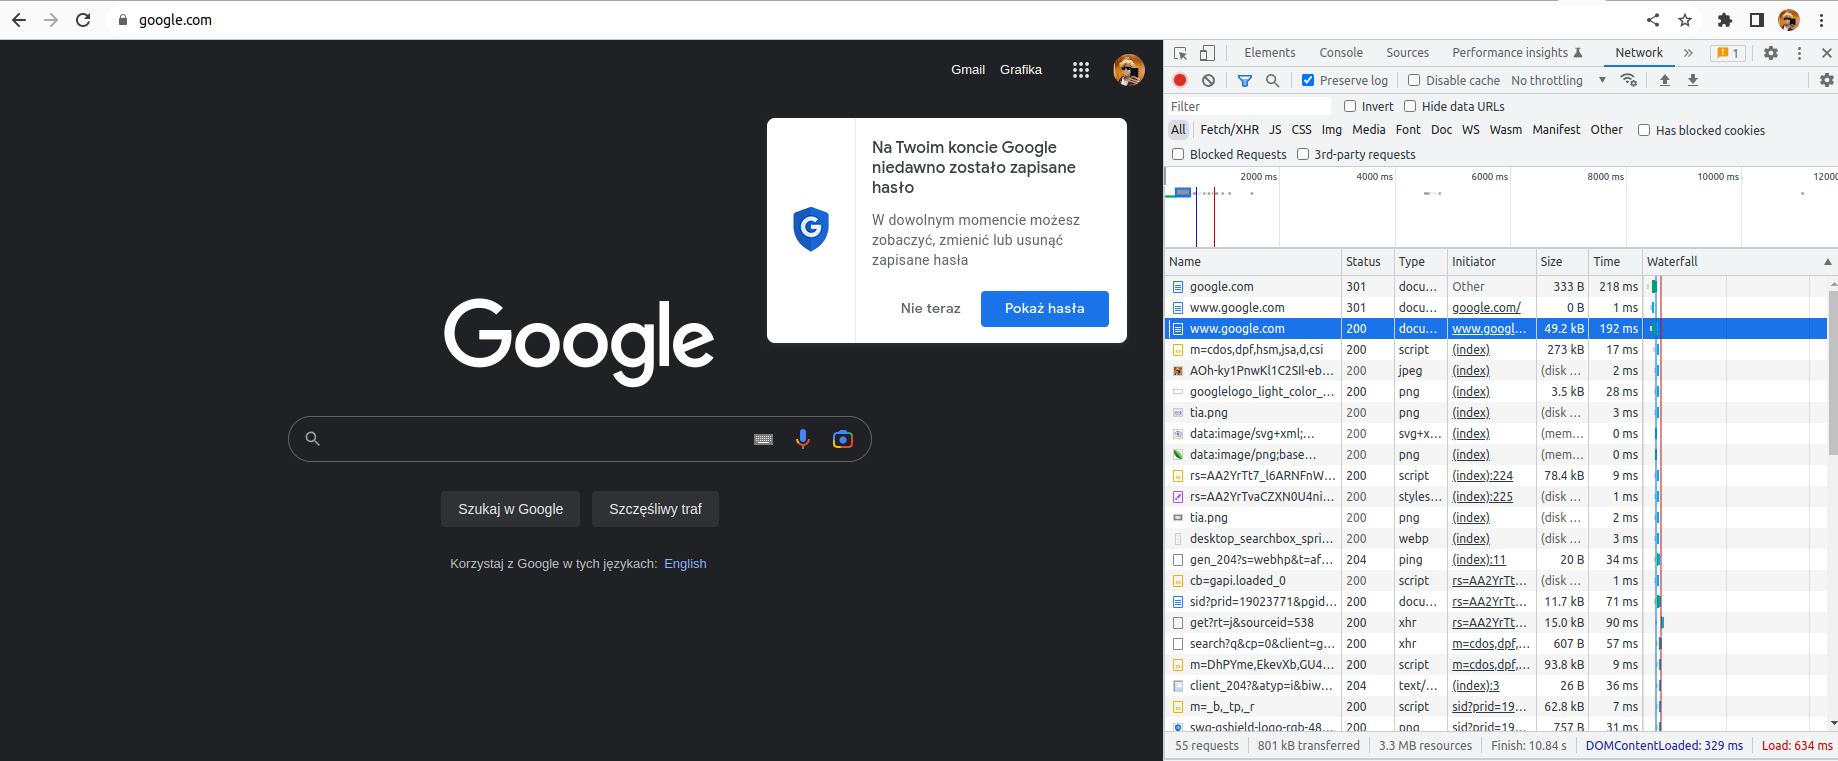 google.com
Gmail Grafika
Na Twoim koncie Google
niedawno zostało zapisane
hasło
W dowolnym momencie możesz
zobaczyć, zmienić lub usunąć
zapisane hasła
Nie teraz Pokaż hasła
G
Google
Szukaj w Google Szczęśliwy traf
Korzystaj z Google w tych językach: English
Elements Console Sources Performance insights Network » 1
Preserve log Disable cache No throttling
Filter Invert Hide data URLs
All Fetch/XHR JS CSS Img Media Font Doc WS Wasm Manifest Other Has blocked cookies
Blocked Requests 3rd-party requests
2000 ms 4000 ms 6000 ms 8000 ms 10000 ms 12000
Name Status Type Initiator Size Time Waterfall
google.com 301 docu... Other 333 B 218 ms
www.google.com 301 docu... google.com/ 0 B 1 ms
www.google.com 200 docu... www.googl... 49.2 kB 192 ms
m=cdos,dpf,hsm,jsa,d,csi 200 script (index) 273 kB 17 ms
AOh-ky1PnwKl1C2SIl-eb... 200 jpeg (index) (disk ... 2 ms
googlelogo_light_color_... 200 png (index) 3.5 kB 28 ms
tia.png 200 png (index) (disk ... 3 ms
data:image/svg+xml;... 200 svg+x... (index) (mem... 0 ms
data:image/png;base... 200 png (index) (mem... 0 ms
rs=AA2YrTt7_l6ARNFnW... 200 script (index):224 78.4 kB 9 ms
rs=AA2YrTvaCZXN0U4ni... 200 styles... (index):225 (disk ... 1 ms
tia.png 200 png (index) (disk ... 2 ms
desktop_searchbox_spri... 200 webp (index) (disk ... 3 ms
gen_204?s=webhp&t=af... 204 ping (index):11 20 B 34 ms
cb=gapi.loaded_0 200 script rs=AA2YrTt... (disk ... 1 ms
sid?prid=19023771&pgid... 200 docu... rs=AA2YrTt... 11.7 kB 71 ms
get?rt=j&sourceid=538 200 xhr rs=AA2YrTt... 15.0 kB 90 ms
search?q&cp=0&client=g... 200 xhr m=cdos,dpf,... 607 B 57 ms
m=DhPYme,EkevXb,GU4... 200 script m=cdos,dpf,... 93.8 kB 9 ms
client_204?&atyp=i&biw... 204 text/... (index):3 26 B 36 ms
m=_b,_tp,_r 200 script sid?prid=19... 62.8 kB 7 ms
swg-gshield-logo-rgb-48... 200 png sid?prid=19... 757 B 31 ms
55 requests 801 kB transferred 3.3 MB resources Finish: 10.84 s DOMContentLoaded: 329 ms Load: 634 ms